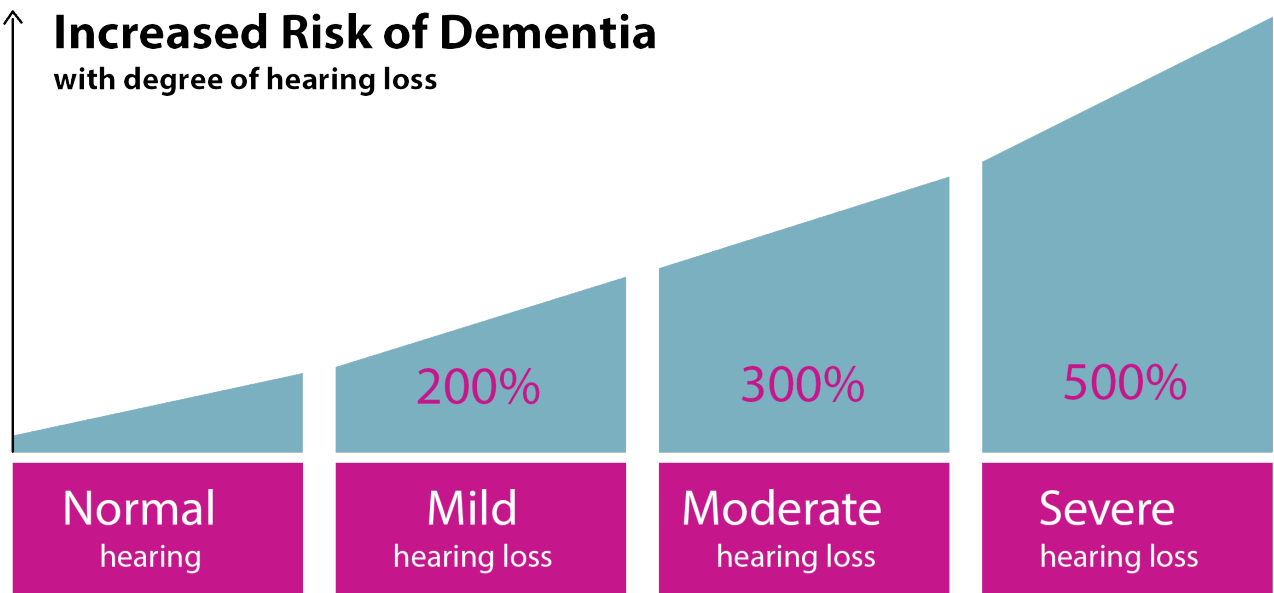 Increased Risk of Dementia
with degree of hearing loss
200%
300%
500%
Normal
hearing
Mild
hearing loss
Moderate
hearing loss
Severe
hearing loss